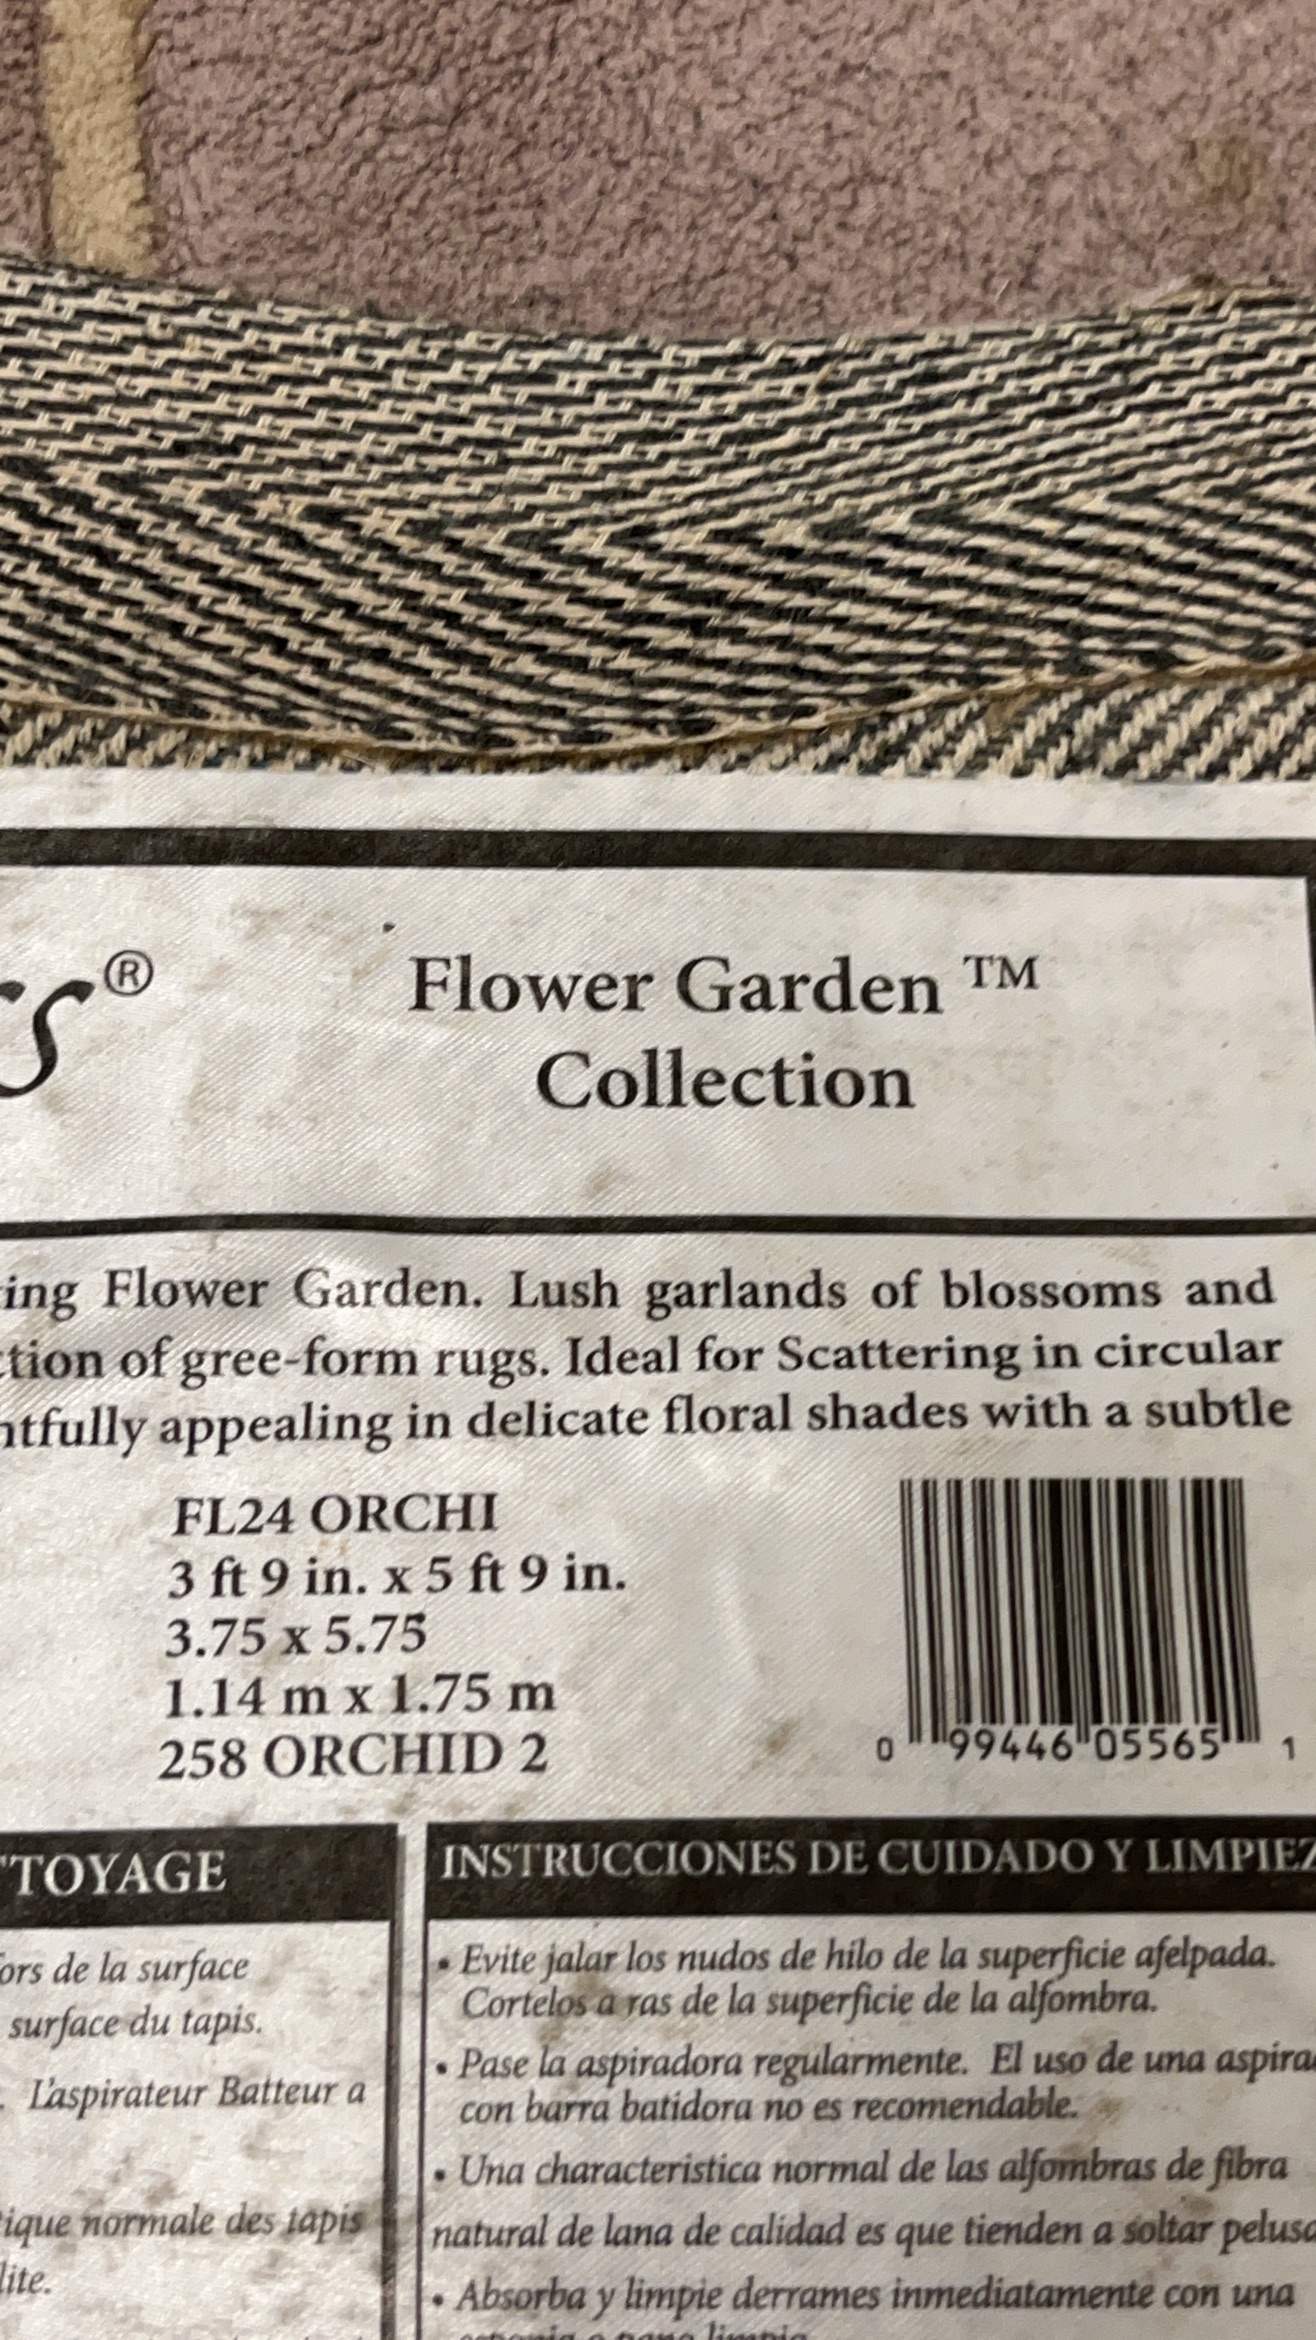 ®
Flower Garden ™
Collection
Flower Garden. Lush garlands of blossoms and
of gree-form rugs. Ideal for Scattering in circular
appealing in delicate floral shades with a subtle
FL24 ORCHI
3 ft 9 in. x 5 ft 9 in.
3.75 x 5.75
1.14 m x 1.75 m
258 ORCHID 2
0 99446 05565 1
TTOYAGE
ors de la surface
surface du tapis.
. L'aspirateur Batteur a
tique normale des tapis
lite.
INSTRUCCIONES DE CUIDADO Y LIMPIEZ
• Evite jalar los nudos de hilo de la superficie afelpada.
Cortelos a ras de la superficie de la alfombra.
• Pase la aspiradora regularmente. El uso de una aspira
con barra batidora no es recomendable.
• Una characteristica normal de las alfombras de fibra
natural de lana de calidad es que tienden a soltar pelusa
• Absorba y limpie derrames inmediatamente con una